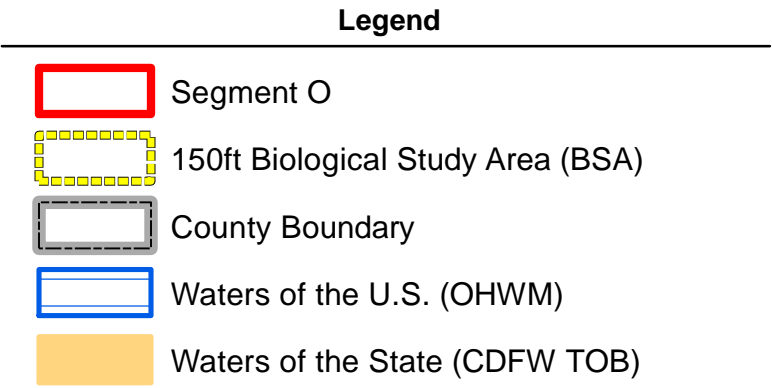 Legend
Segment O
150ft Biological Study Area (BSA)
County Boundary
Waters of the U.S. (OHWM)
Waters of the State (CDFW TOB)